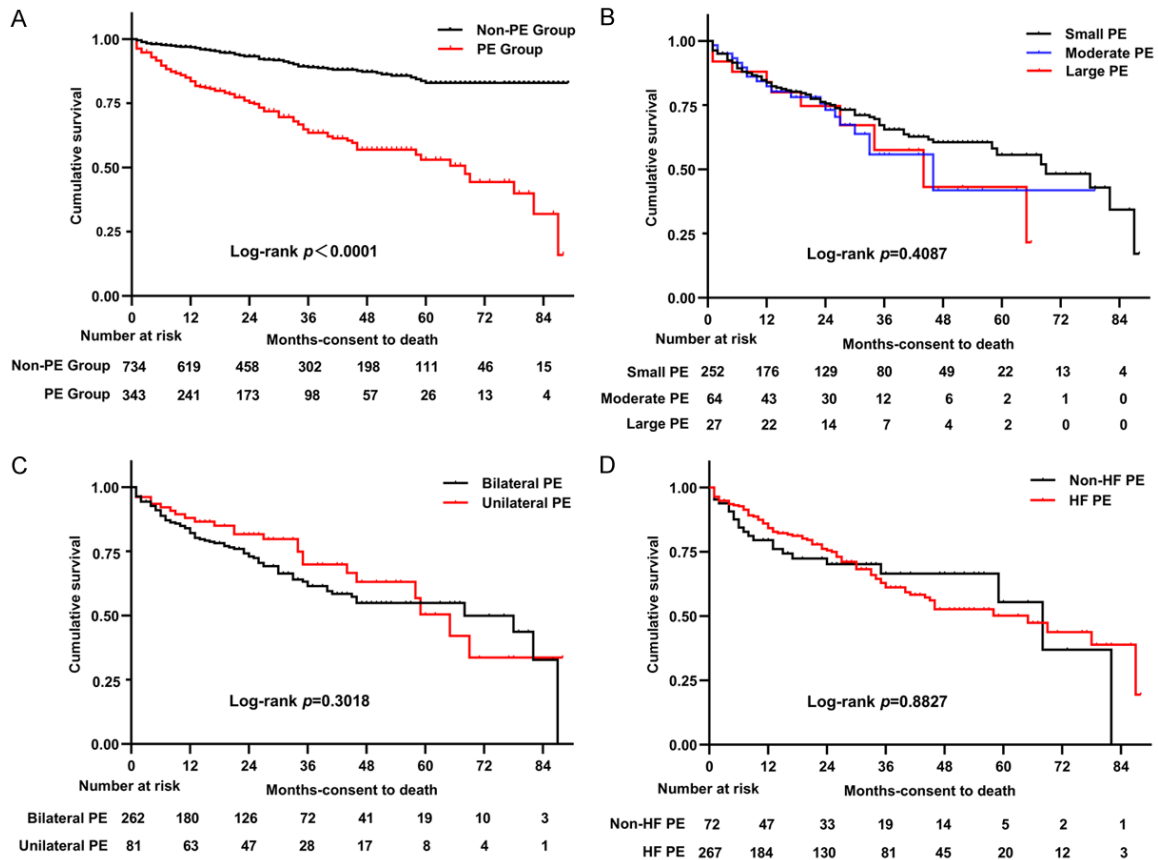 A
Non-PE Group
PE Group
1.00
0.75
0.50
0.25
0.00
Cumulative survival
Log-rank p<0.0001
0 12 24 36 48 60 72 84
Number at risk
Months-consent to death
Non-PE Group 734 619 458 302 198 111 46 15
PE Group 343 241 173 98 57 26 13 4
B
Small PE
Moderate PE
Large PE
1.00
0.75
0.50
0.25
0.00
Cumulative survival
Log-rank p=0.4087
0 12 24 36 48 60 72 84
Number at risk
Months-consent to death
Small PE 252 176 129 80 49 22 13 4
Moderate PE 64 43 30 12 6 2 1 0
Large PE 27 22 14 7 4 2 0 0
C
Bilateral PE
Unilateral PE
1.00
0.75
0.50
0.25
0.00
Cumulative survival
Log-rank p=0.3018
0 12 24 36 48 60 72 84
Number at risk
Months-consent to death
Bilateral PE 262 180 126 72 41 19 10 3
Unilateral PE 81 63 47 28 17 8 4 1
D
Non-HF PE
HF PE
1.00
0.75
0.50
0.25
0.00
Cumulative survival
Log-rank p=0.8827
0 12 24 36 48 60 72 84
Number at risk
Months-consent to death
Non-HF PE 72 47 33 19 14 5 2 1
HF PE 267 184 130 81 45 20 12 3